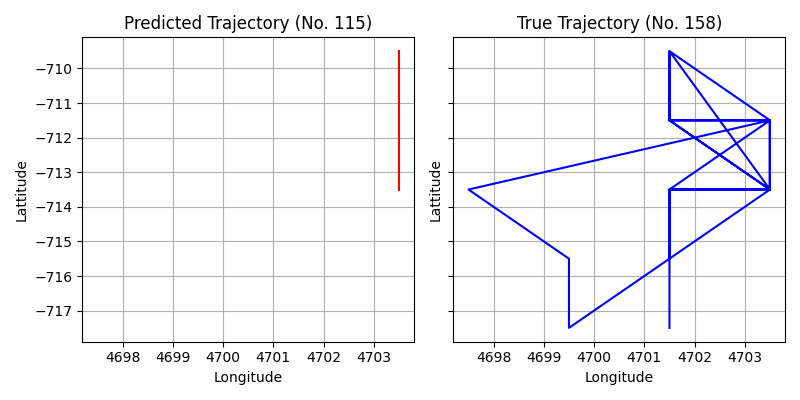 Predicted Trajectory (No. 115)
True Trajectory (No. 158)
−710
−711
−712
−713
−714
−715
−716
−717
Lattitude
Lattitude
4698 4699 4700 4701 4702 4703
4698 4699 4700 4701 4702 4703
Longitude
Longitude